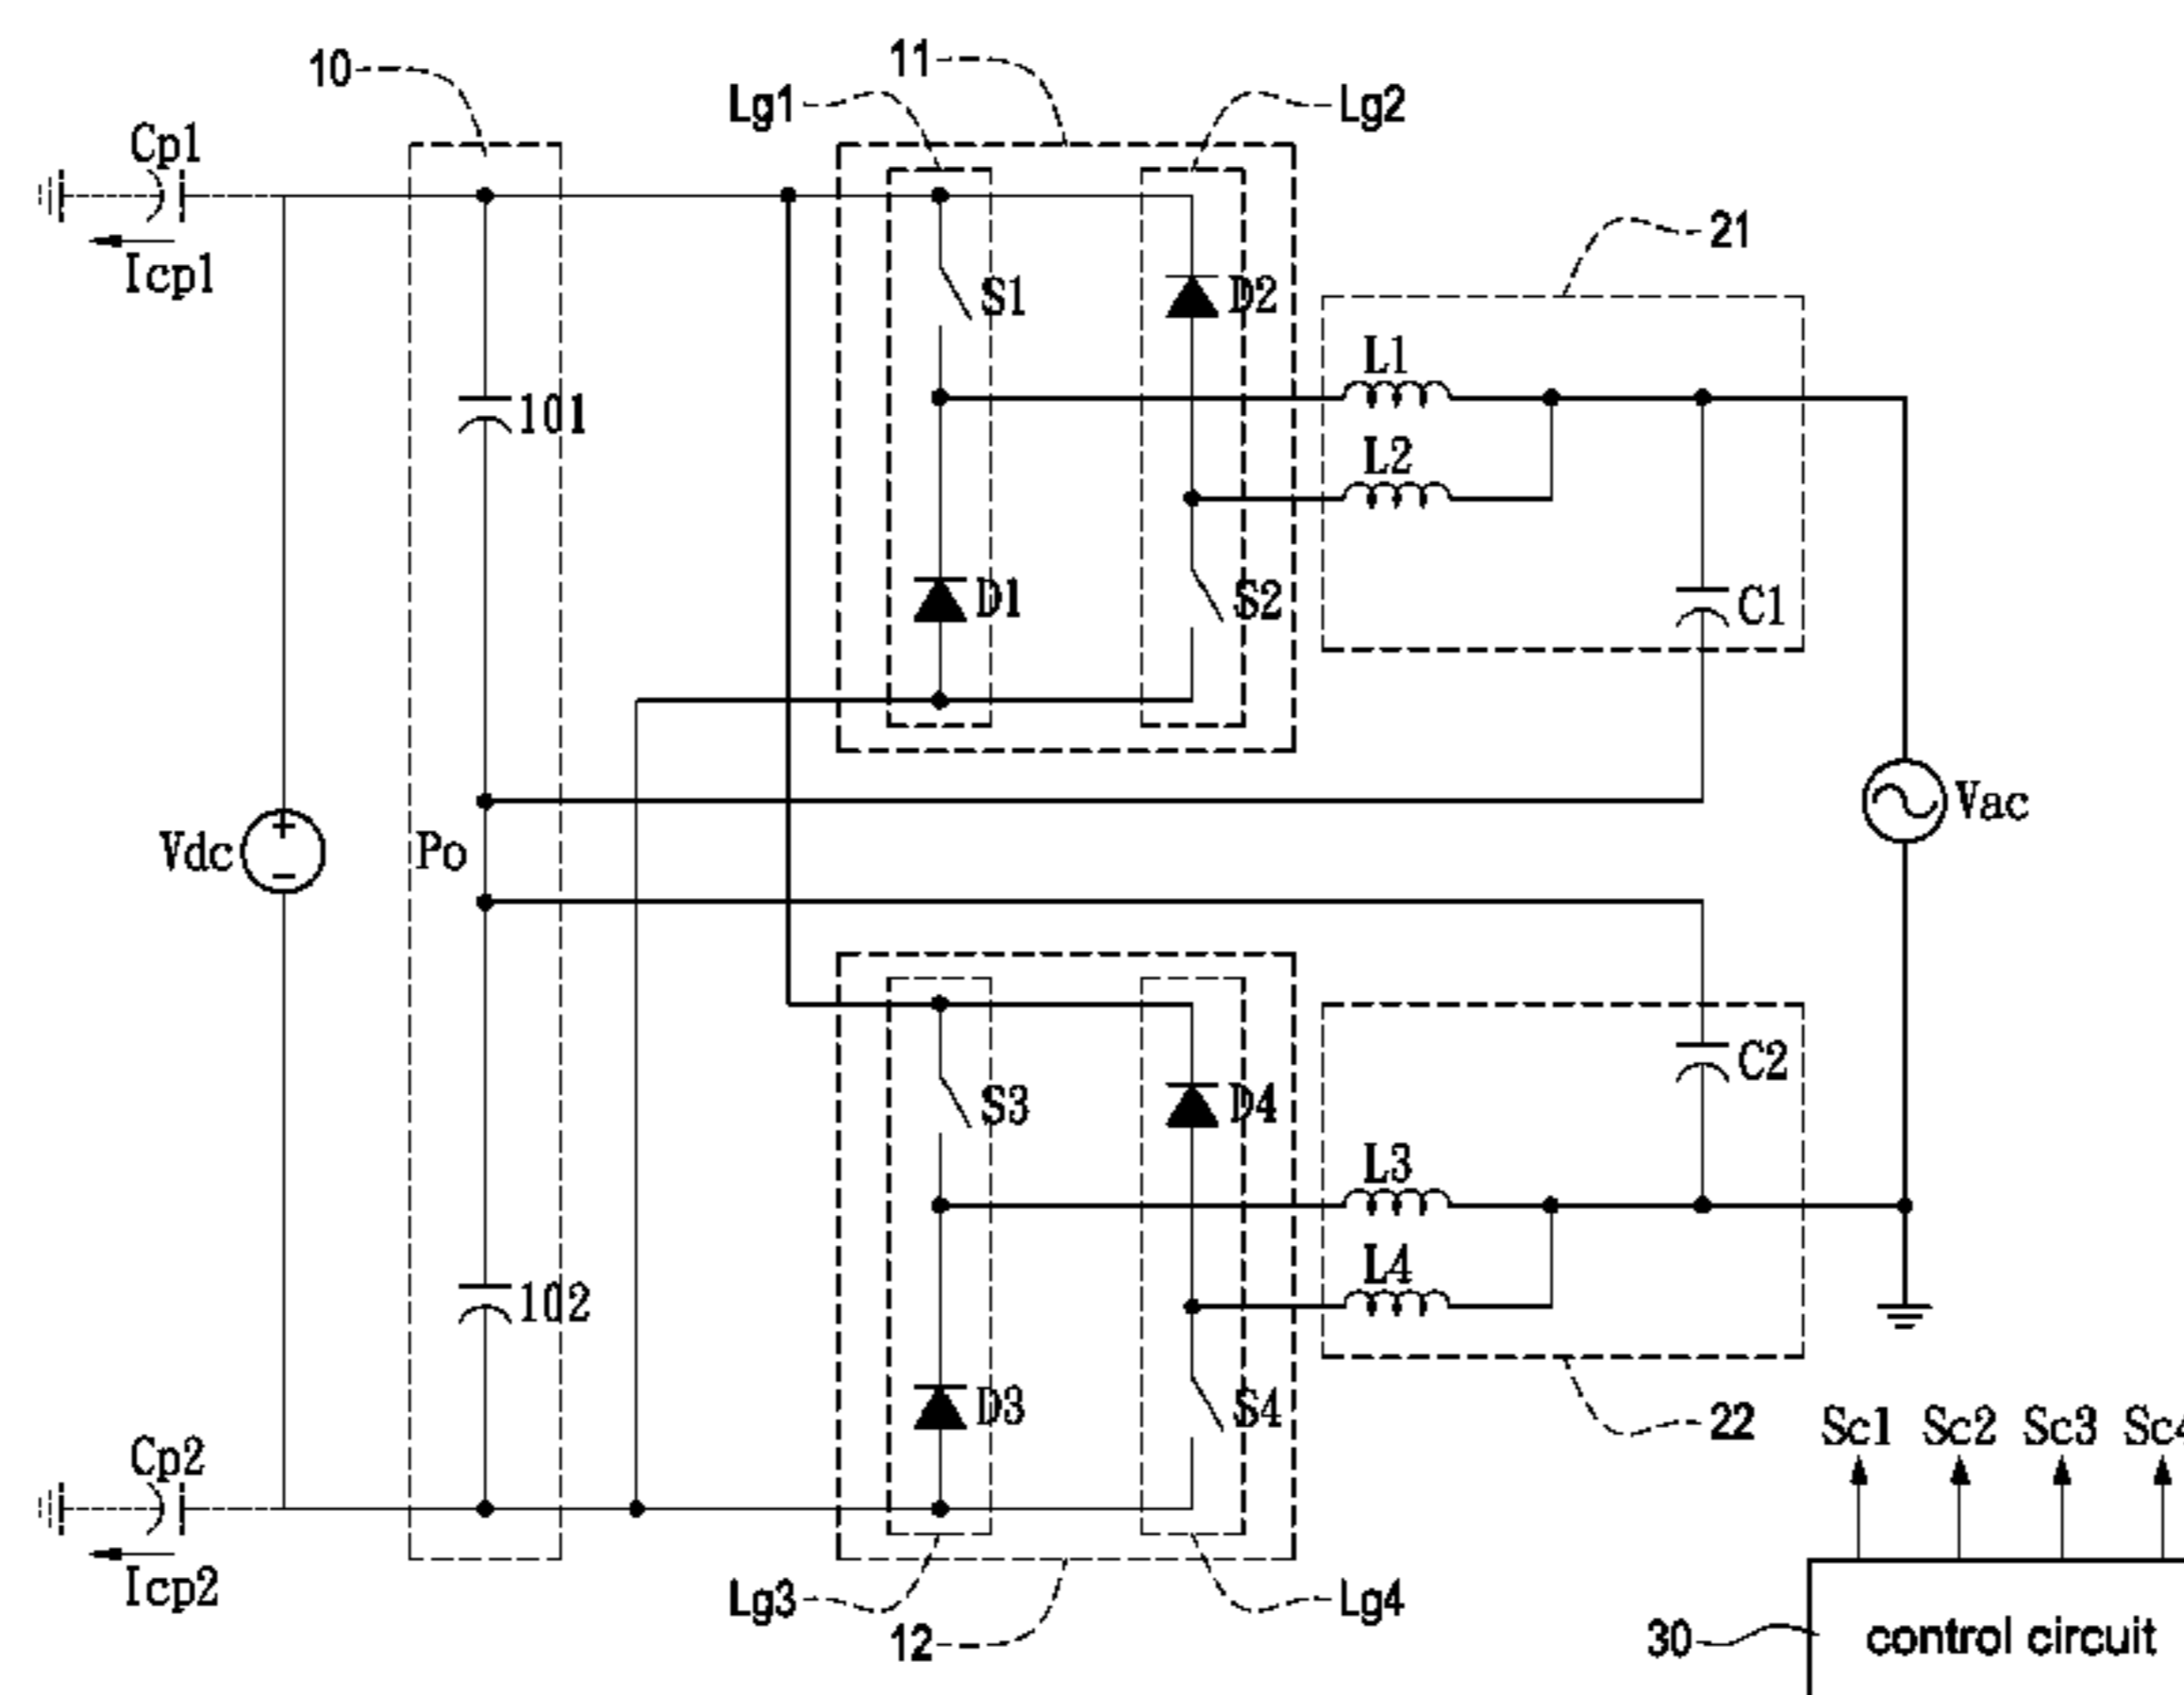 10
11
Lg1
Lg2
Cp1
21
Icp1
S1
D2
L1
101
L2
D1
S2
C1
Vdc
Po
Vac
C2
S3
D4
L3
L4
102
D3
S4
22
Sc1 Sc2 Sc3 Sc4
Cp2
Icp2
Lg3
Lg4
12
30
control circuit